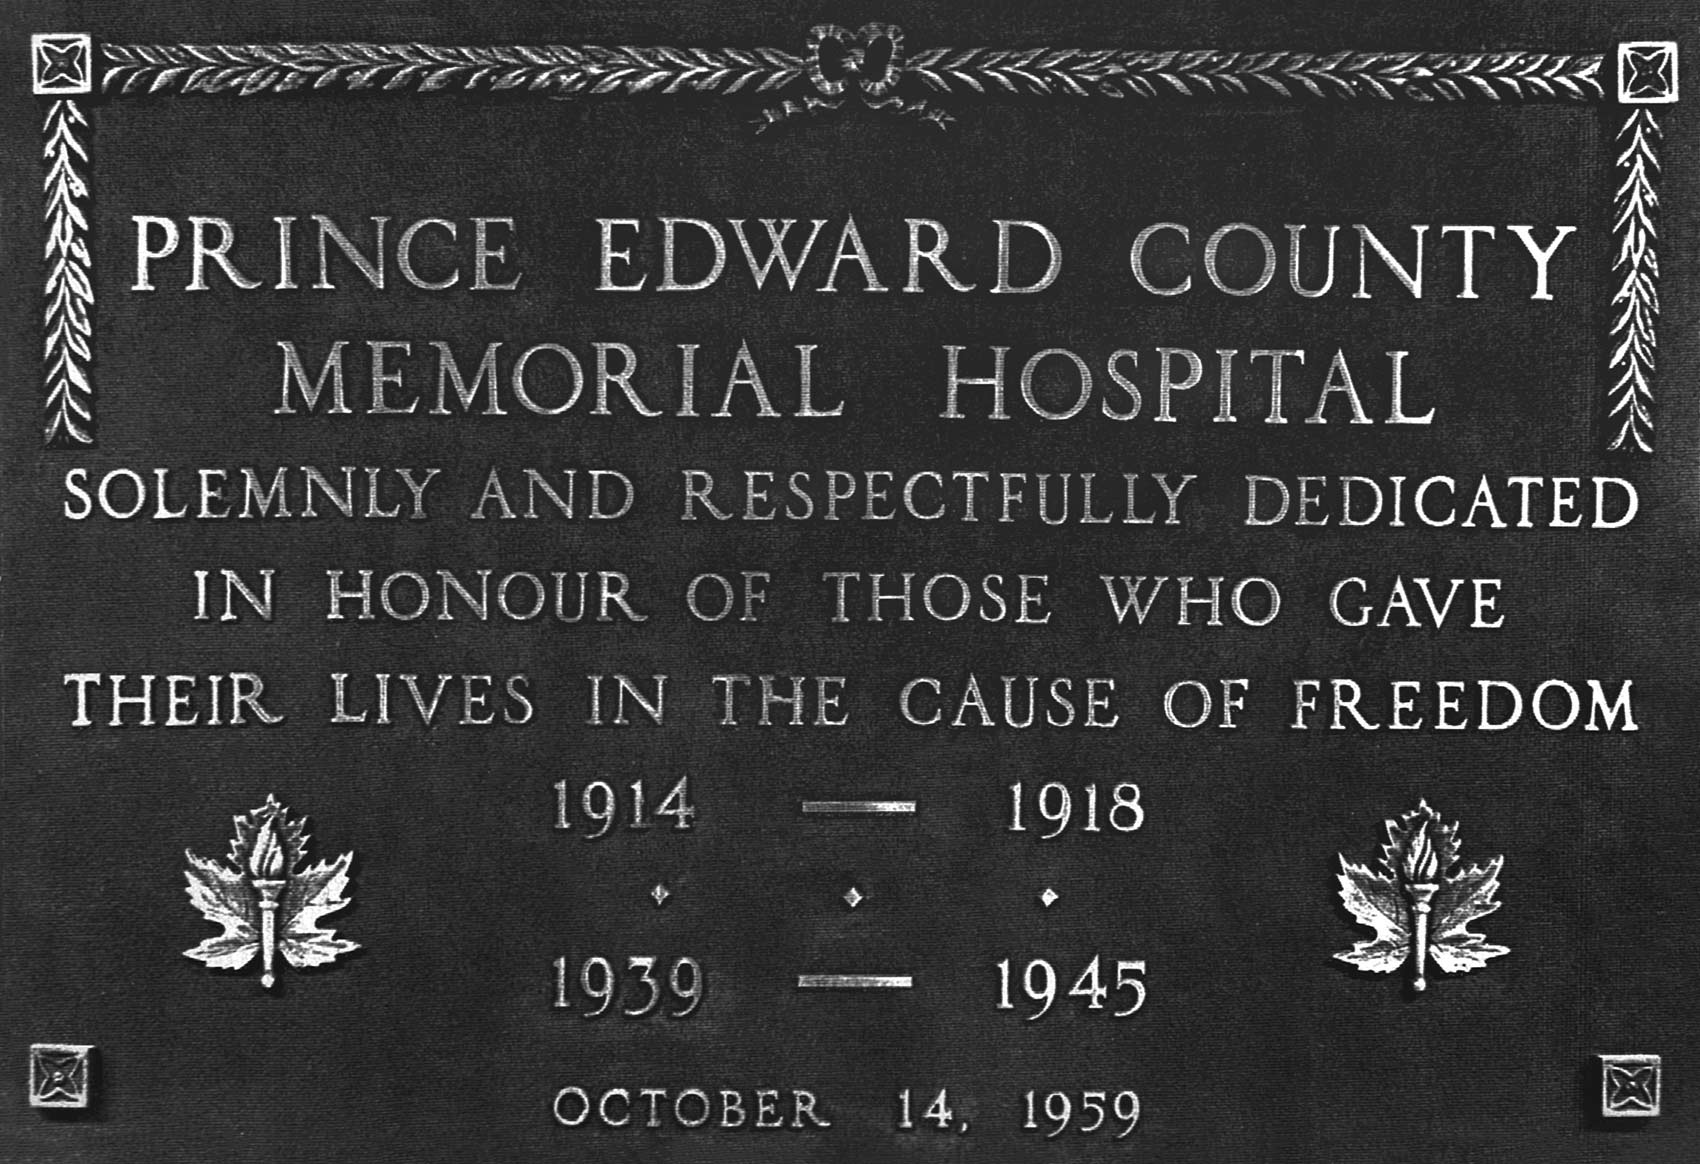 PRINCE EDWARD COUNTY
MEMORIAL HOSPITAL
SOLEMNLY AND RESPECTFULLY DEDICATED
IN HONOUR OF THOSE WHO GAVE
THEIR LIVES IN THE CAUSE OF FREEDOM
1914 — 1918
1939 — 1945
OCTOBER 14, 1959